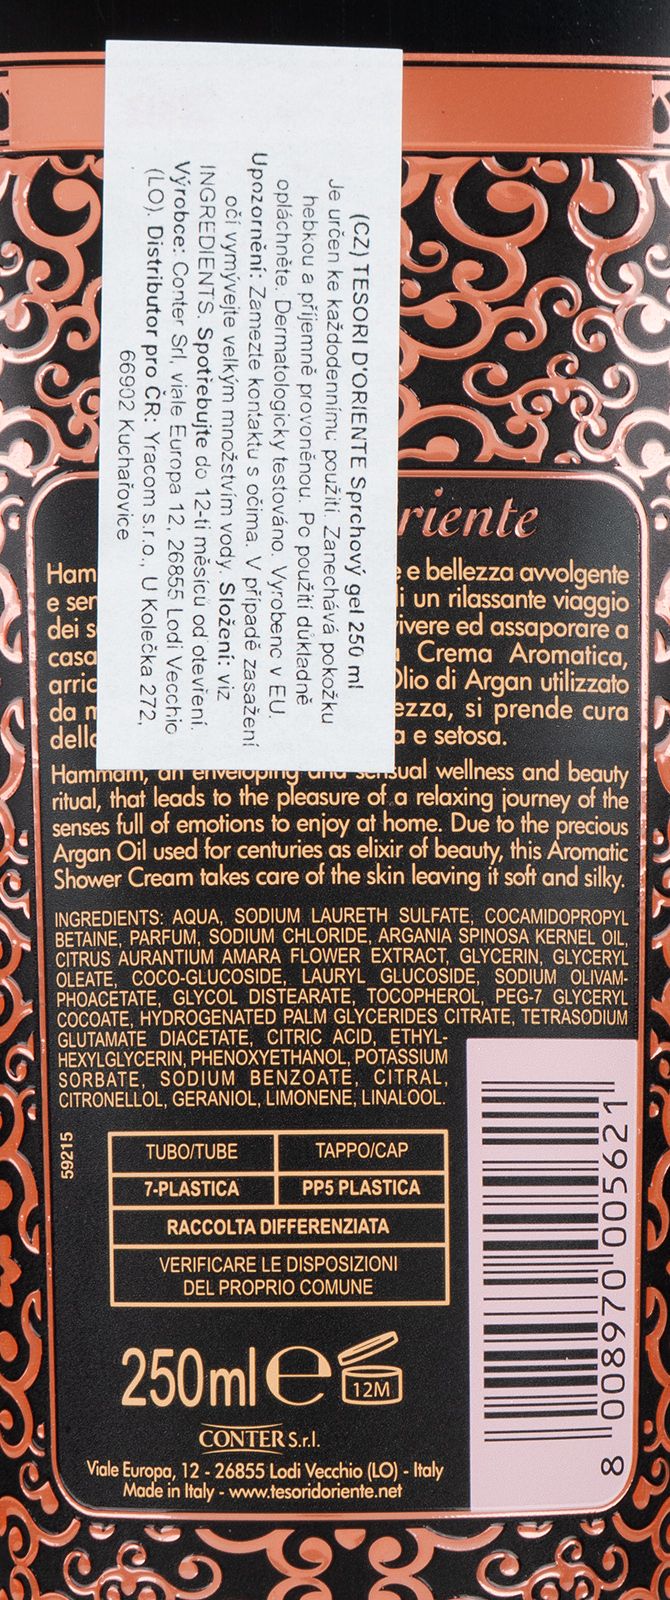 (CZ) TESORI D'ORIENTE Sprchový gel 250 ml
Je určen ke každodennímu použití. Zanechává pokožku
hebkou a příjemně provoněnou. Po použití důkladně
opláchněte. Dermatologicky testováno. Vyrobeno v EU.
Upozornění: Zamezte kontaktu s očima. V případě zasažení
očí vymývejte velkým množstvím vody. Složení: viz
INGREDIENTS. Spotřebujte do 12-ti měsíců od otevření.
Výrobce: Conter Srl, viale Europa 12, 26855 Lodi Vecchio
(LO). Distributor pro ČR: Yracom s.r.o., U Kolečka 272,
66902 Kuchařovice
riente
Ham e e bellezza avvolgente
e sen li un rilassante viaggio
dei s vivere ed assaporare a
casa Crema Aromatica,
arric Olio di Argan utilizzato
da n ezza, si prende cura
dello a e setosa.
Hammam, an enveloping and sensual wellness and beauty
ritual, that leads to the pleasure of a relaxing journey of the
senses full of emotions to enjoy at home. Due to the precious
Argan Oil used for centuries as elixir of beauty, this Aromatic
Shower Cream takes care of the skin leaving it soft and silky.
INGREDIENTS: AQUA, SODIUM LAURETH SULFATE, COCAMIDOPROPYL
BETAINE, PARFUM, SODIUM CHLORIDE, ARGANIA SPINOSA KERNEL OIL,
CITRUS AURANTIUM AMARA FLOWER EXTRACT, GLYCERIN, GLYCERYL
OLEATE, COCO-GLUCOSIDE, LAURYL GLUCOSIDE, SODIUM OLIVAM-
PHOACETATE, GLYCOL DISTEARATE, TOCOPHEROL, PEG-7 GLYCERYL
COCOATE, HYDROGENATED PALM GLYCERIDES CITRATE, TETRASODIUM
GLUTAMATE DIACETATE, CITRIC ACID, ETHYL-
HEXYLGLYCERIN, PHENOXYETHANOL, POTASSIUM
SORBATE, SODIUM BENZOATE, CITRAL,
CITRONELLOL, GERANIOL, LIMONENE, LINALOOL.
59215
TUBO/TUBE TAPPO/CAP
7-PLASTICA PP5 PLASTICA
RACCOLTA DIFFERENZIATA
VERIFICARE LE DISPOSIZIONI
DEL PROPRIO COMUNE
8 008970 005621
250ml e 12M
CONTER S.r.l.
Viale Europa, 12 - 26855 Lodi Vecchio (LO) - Italy
Made in Italy - www.tesoridoriente.net